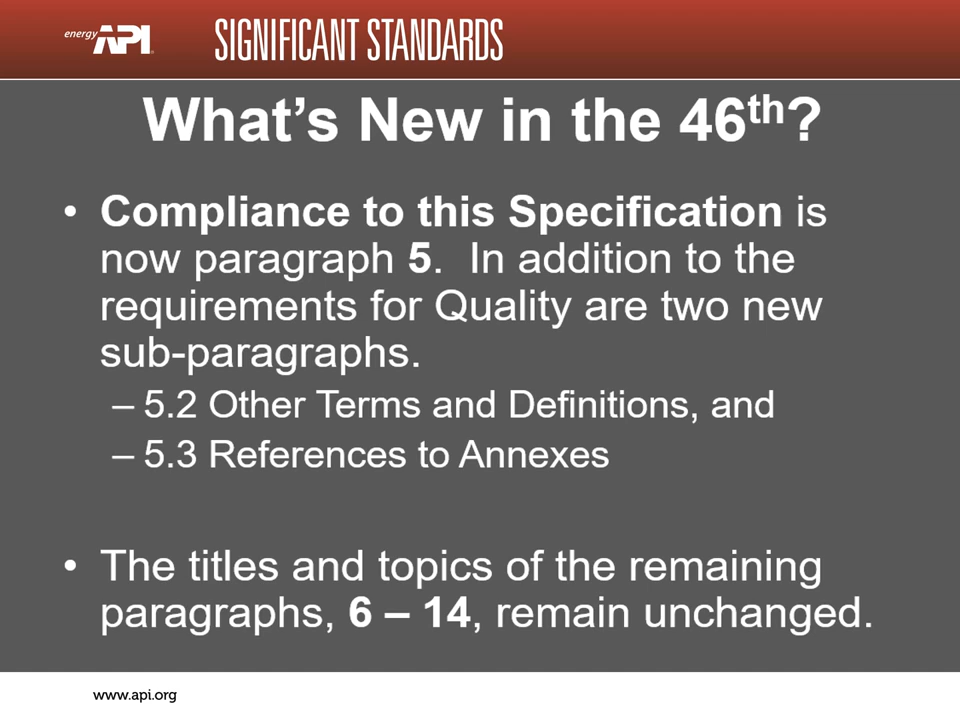 energy API
SIGNIFICANT STANDARDS
What's New in the 46th?
• Compliance to this Specification is
now paragraph 5.  In addition to the
requirements for Quality are two new
sub-paragraphs.
– 5.2 Other Terms and Definitions, and
– 5.3 References to Annexes
• The titles and topics of the remaining
paragraphs, 6 – 14, remain unchanged.
www.api.org